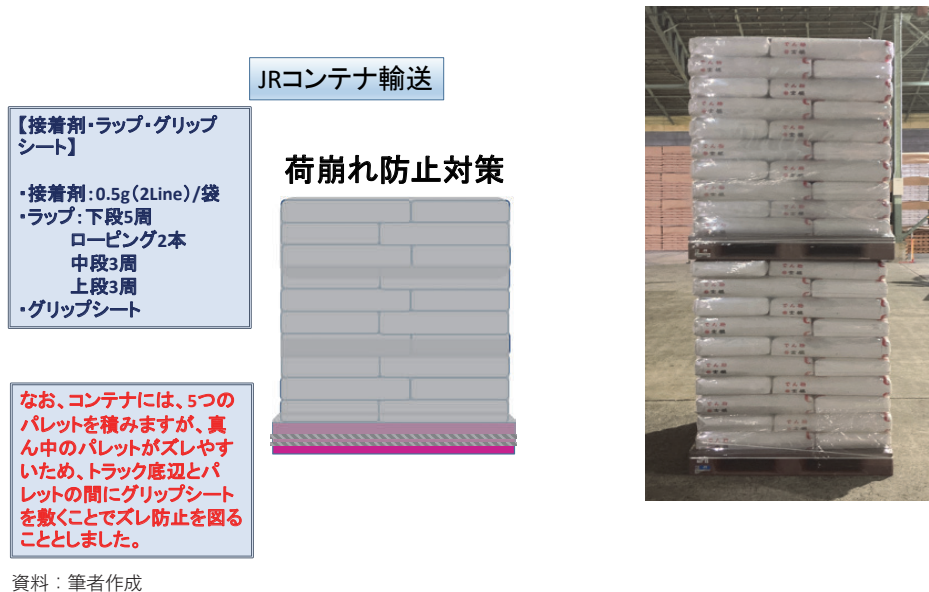 JRコンテナ輸送
【接着剤・ラップ・グリップ
シート】
・接着剤：0.5g（2Line）/袋
・ラップ：下段5周
ローピング2本
中段3周
上段3周
・グリップシート
荷崩れ防止対策
なお、コンテナには、5つの
パレットを積みますが、真
ん中のパレットがズレやす
いため、トラック底辺とパ
レットの間にグリップシート
を敷くことでズレ防止を図る
こととしました。
資料：筆者作成